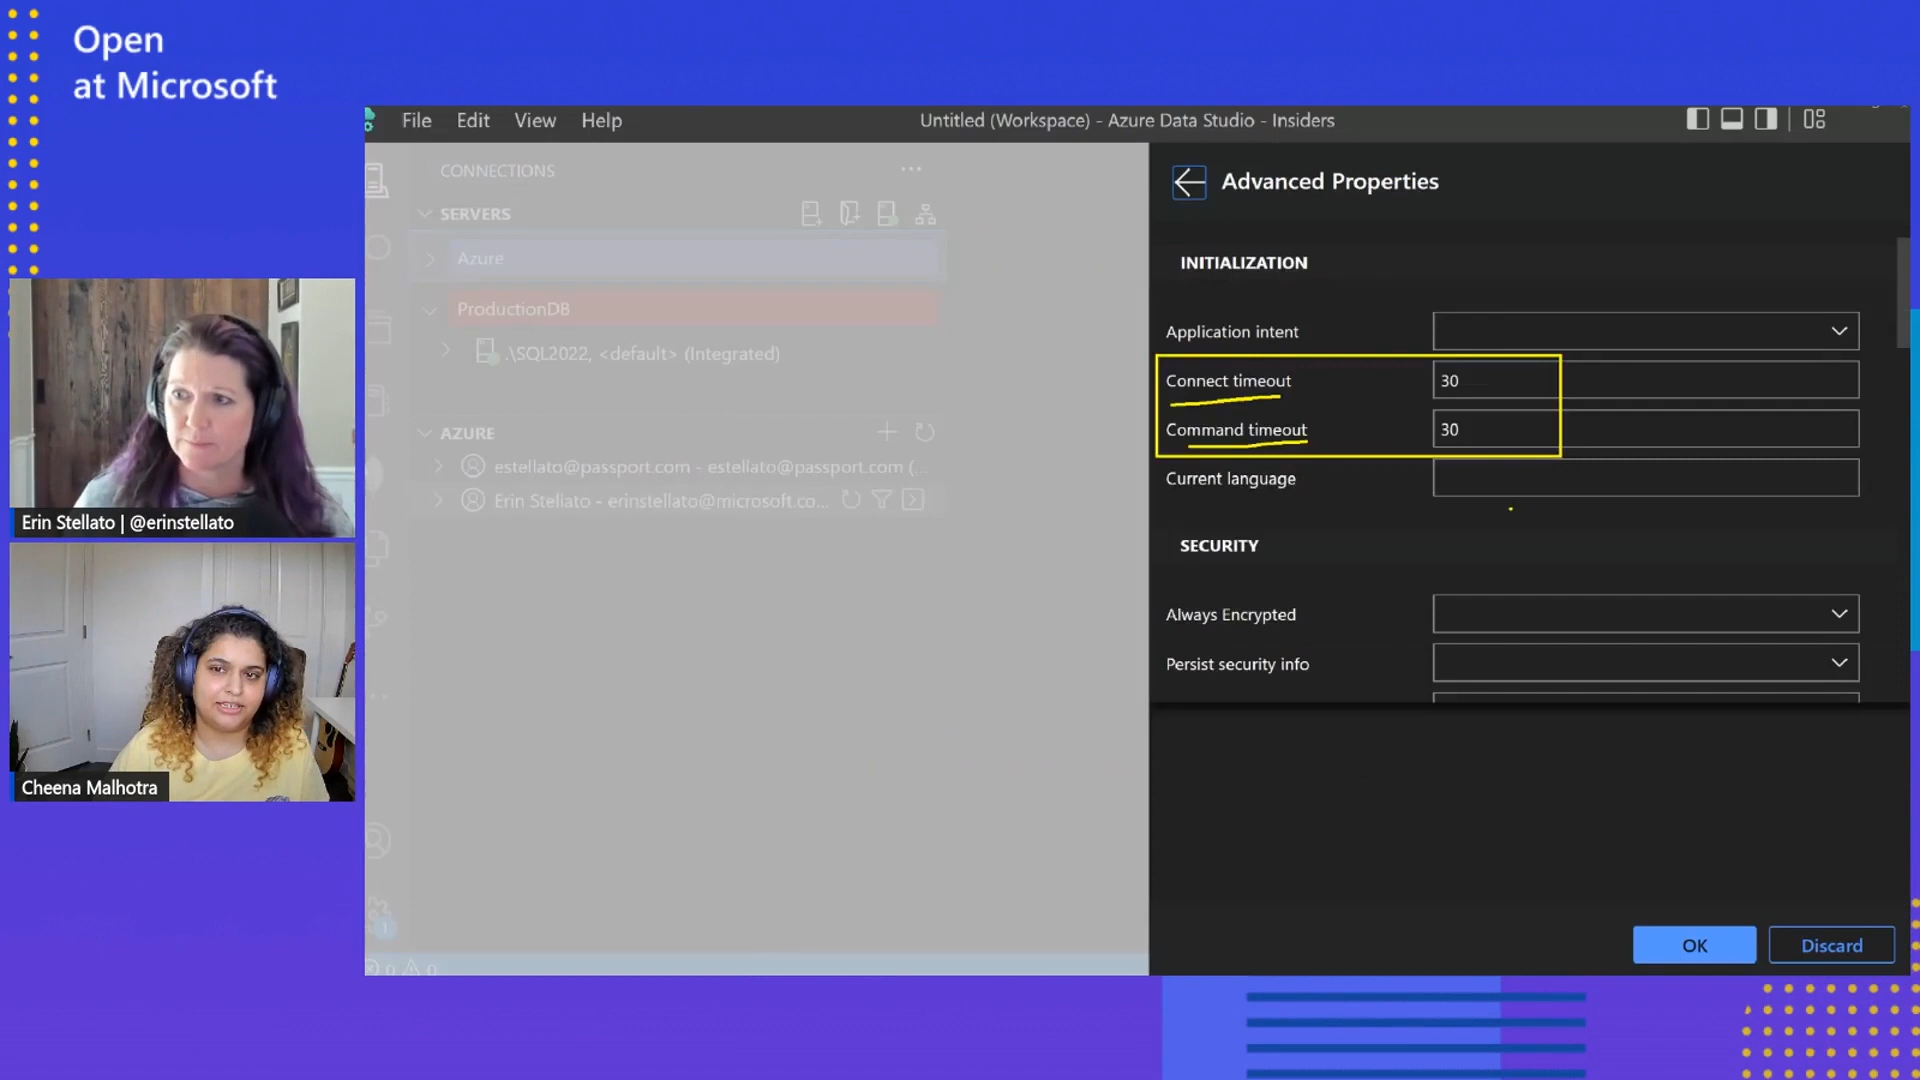 Open
at Microsoft
File Edit View Help
Untitled (Workspace) - Azure Data Studio - Insiders
CONNECTIONS
SERVERS
Azure
ProductionDB
.\SQL2022, <default> (Integrated)
AZURE
estellato@passport.com - estellato@passport.com (...
Erin Stellato - erinstellato@microsoft.co...
1
0 0
Advanced Properties
INITIALIZATION
Application intent
Connect timeout 30
Command timeout 30
Current language
SECURITY
Always Encrypted
Persist security info
OK Discard
Erin Stellato | @erinstellato
Cheena Malhotra